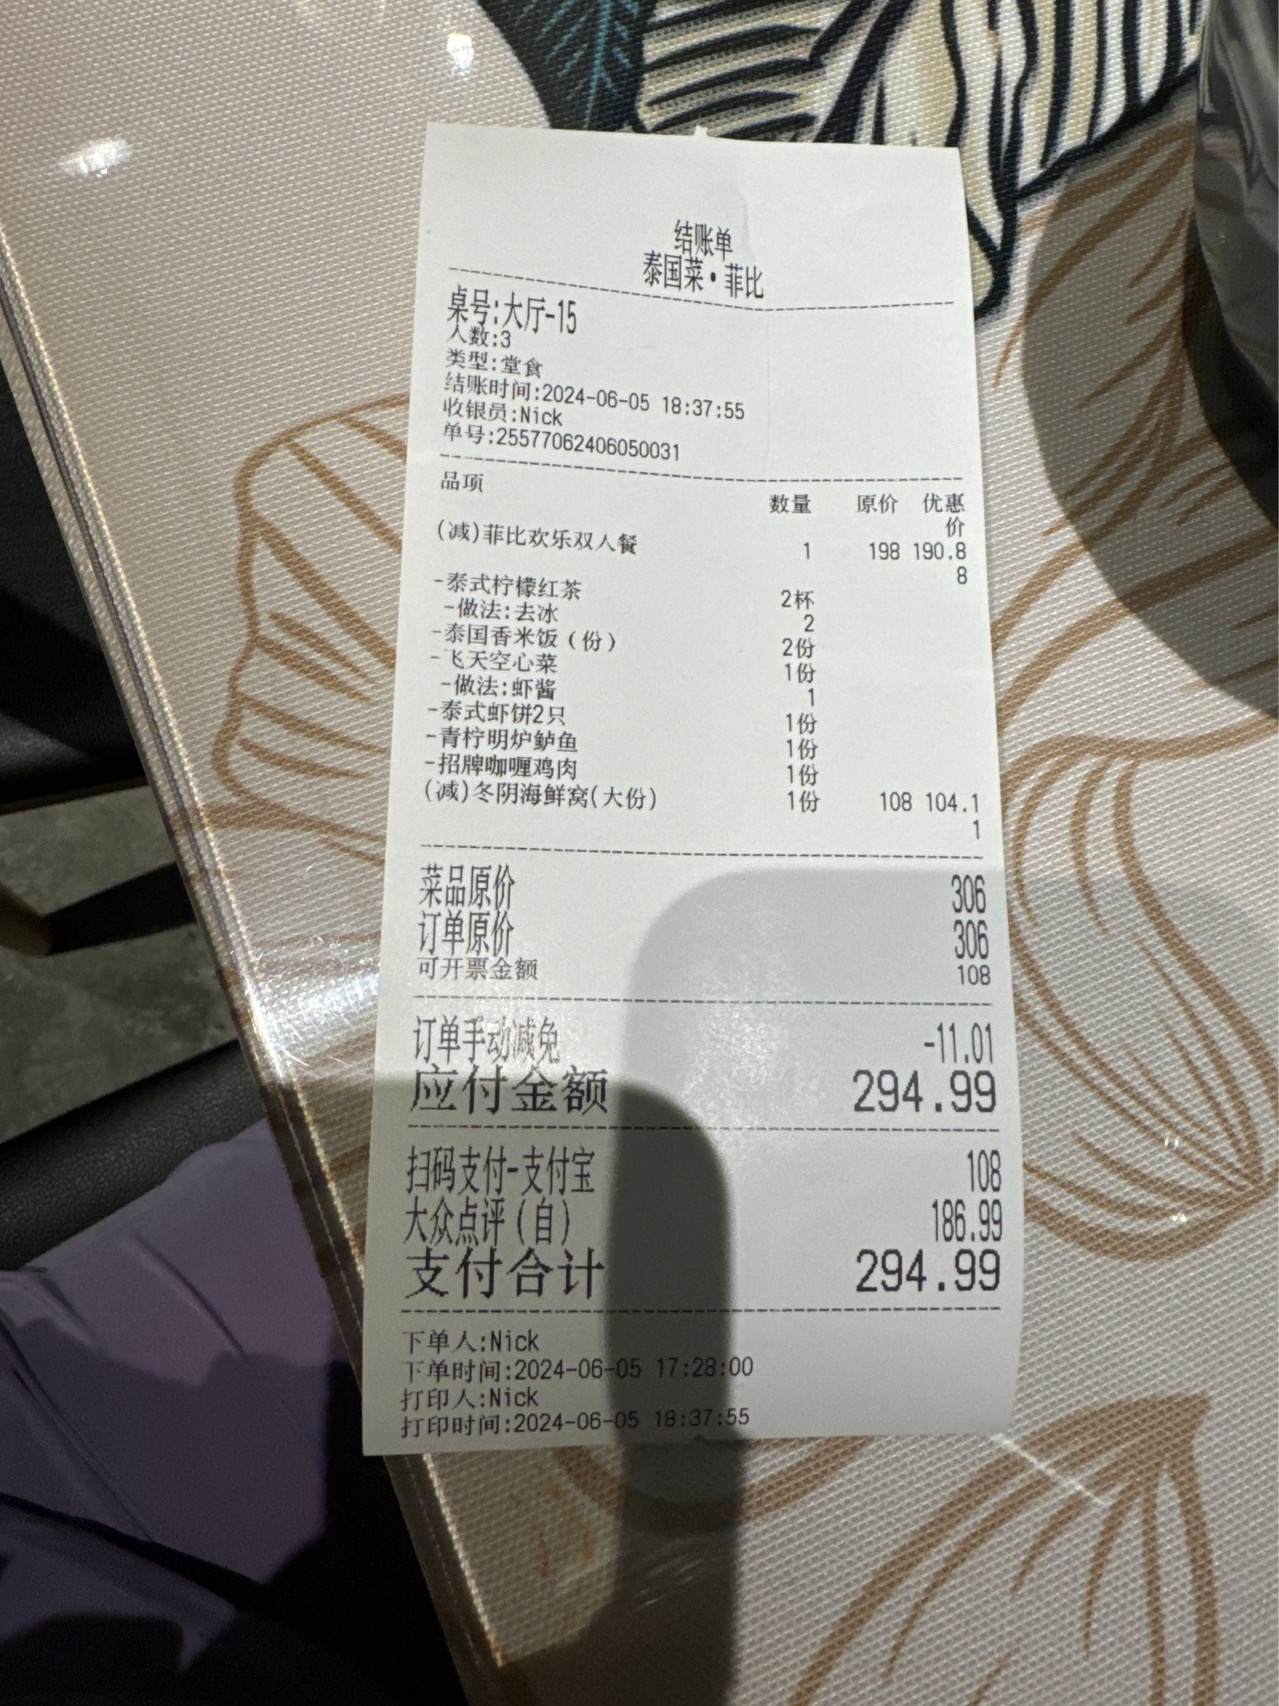 结账单
泰国菜•菲比
桌号:大厅-15
人数:3
类型:堂食
结账时间:2024-06-05 18:37:55
收银员:Nick
单号:25577062406050031
品项 数量 原价 优惠
价
(减)菲比欢乐双人餐 1 198 190.8
8
-泰式柠檬红茶 2杯
-做法:去冰 2
-泰国香米饭(份) 2份
-飞天空心菜 1份
-做法:虾酱 1
-泰式虾饼2只 1份
-青柠明炉鲈鱼 1份
-招牌咖喱鸡肉 1份
(减)冬阴海鲜窝(大份) 1份 108 104.1
1
菜品原价 306
订单原价 306
可开票金额 108
订单手动减免 -11.01
应付金额 294.99
扫码支付-支付宝 108
大众点评(自) 186.99
支付合计 294.99
下单人:Nick
下单时间:2024-06-05 17:28:00
打印人:Nick
打印时间:2024-06-05 18:37:55